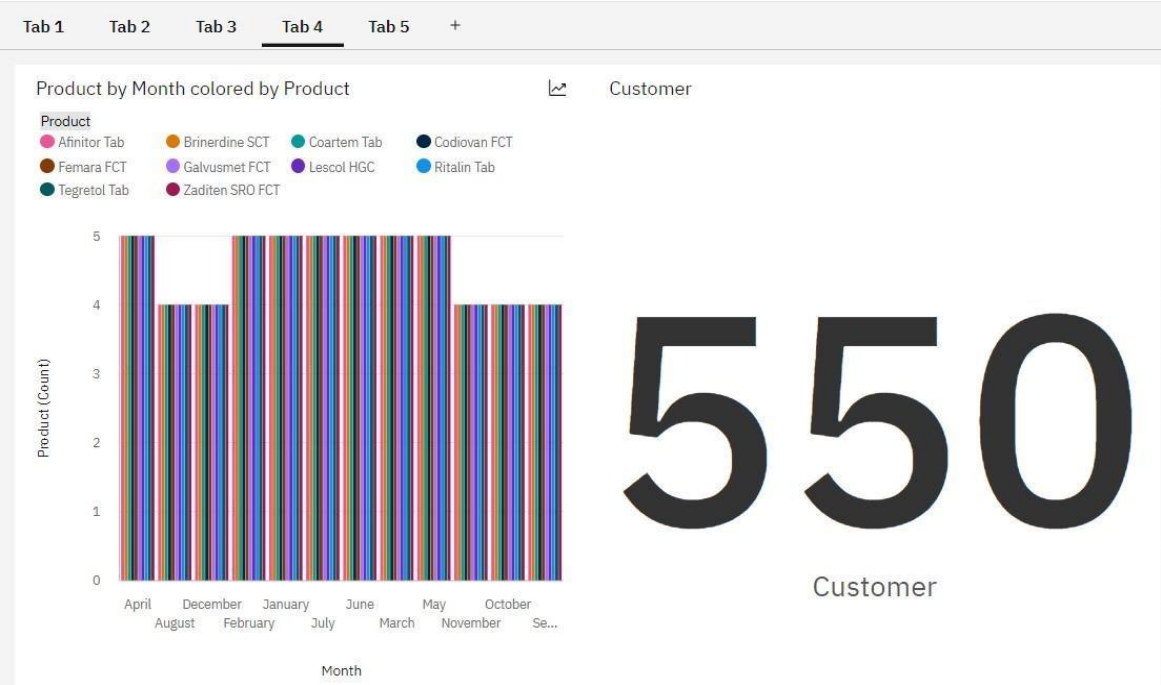 Tab 1 Tab 2 Tab 3 Tab 4 Tab 5 +
Product by Month colored by Product
Product
Afinitor Tab Brinerdine SCT Coartem Tab Codiovan FCT
Femara FCT Galvusmet FCT Lescol HGC Ritalin Tab
Tegretol Tab Zaditen SRO FCT
Product (Count)
5
4
3
2
1
0
April December January June May October
August February July March November Se...
Month
Customer
550
Customer